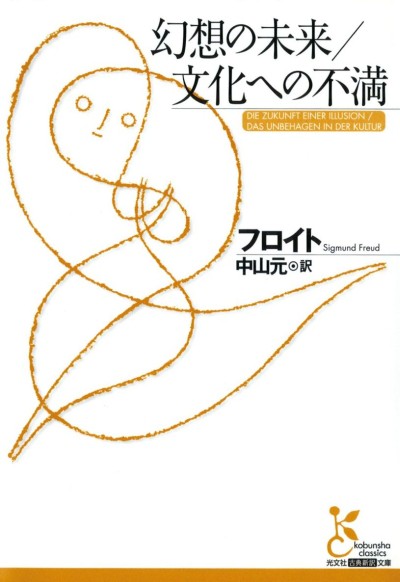 幻想の未来／
文化への不満
DIE ZUKUNFT EINER ILLUSION /
DAS UNBEHAGEN IN DER KULTUR
フロイト Sigmund Freud
中山元◉訳
kobunsha
classics
光文社古典新訳文庫